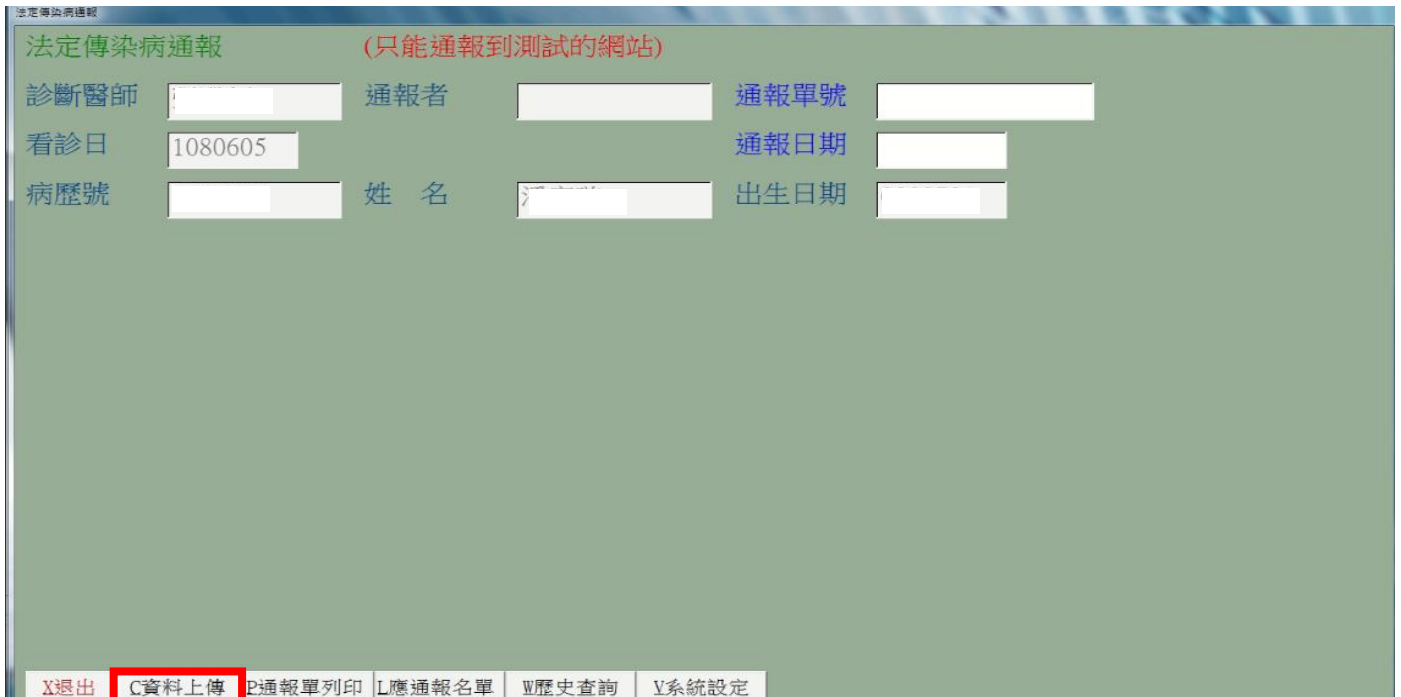 法定傳染病通報
法定傳染病通報 (只能通報到測試的網站)
診斷醫師 通報者 通報單號
看診日 1080605 通報日期
病歷號 姓 名 出生日期
X退出 C資料上傳 P通報單列印 L應通報名單 W歷史查詢 V系統設定